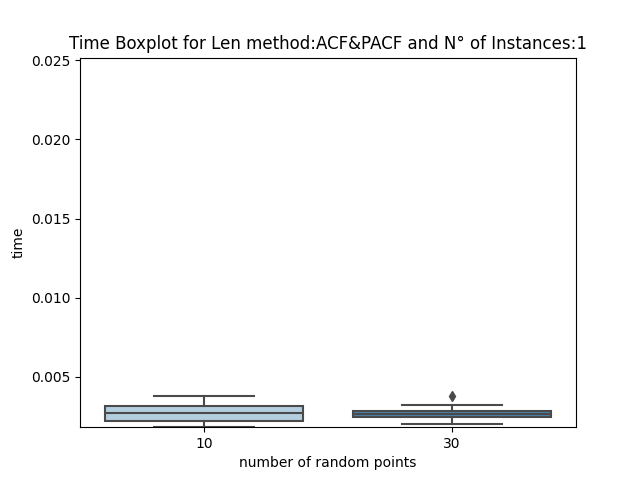 Time Boxplot for Len method:ACF&PACF and N° of Instances:1
0.025
0.020
0.015
0.010
0.005
time
10
30
number of random points